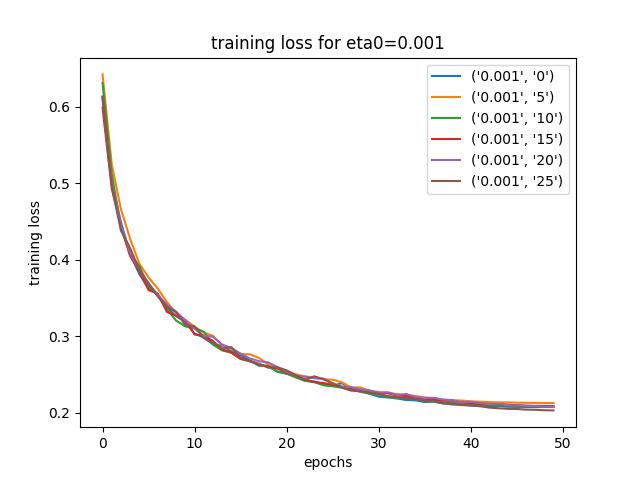 training loss for eta0=0.001
('0.001', '0')
('0.001', '5')
('0.001', '10')
('0.001', '15')
('0.001', '20')
('0.001', '25')
training loss
0.6
0.5
0.4
0.3
0.2
0 10 20 30 40 50
epochs